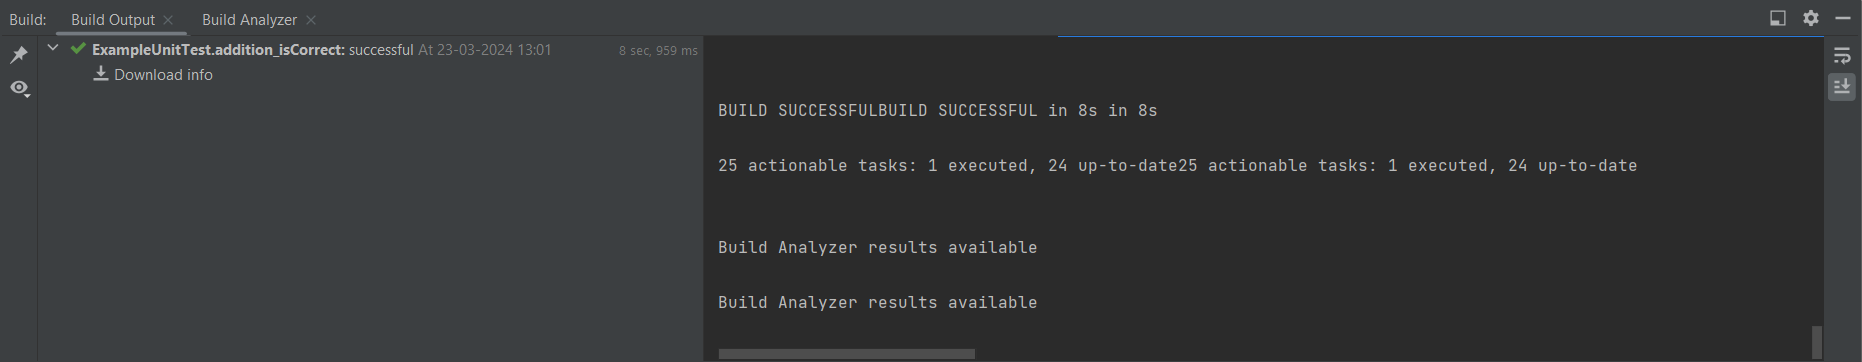 Build: Build Output Build Analyzer
ExampleUnitTest.addition_isCorrect: successful At 23-03-2024 13:01 8 sec, 959 ms
Download info
BUILD SUCCESSFULBUILD SUCCESSFUL in 8s in 8s
25 actionable tasks: 1 executed, 24 up-to-date25 actionable tasks: 1 executed, 24 up-to-date
Build Analyzer results available
Build Analyzer results available